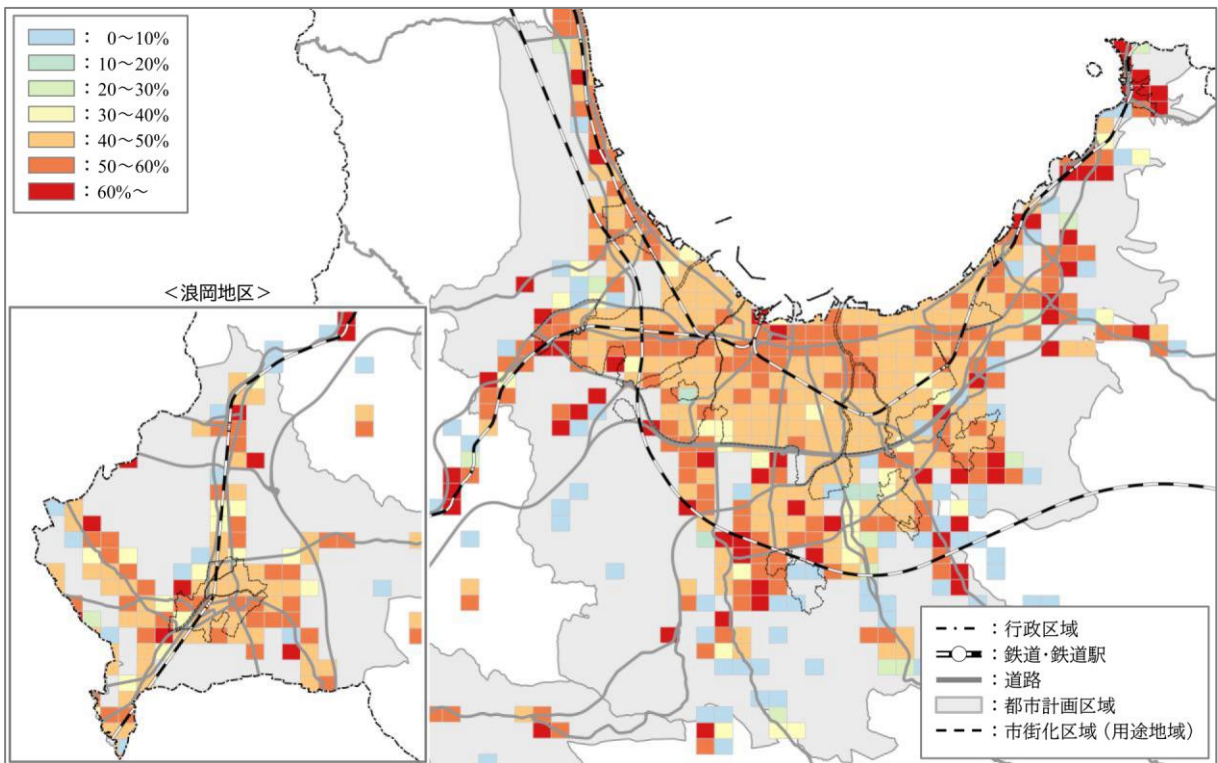 ： 0～10%
： 10～20%
： 20～30%
： 30～40%
： 40～50%
： 50～60%
： 60%～
＜浪岡地区＞
：行政区域
：鉄道・鉄道駅
：道路
：都市計画区域
：市街化区域（用途地域）